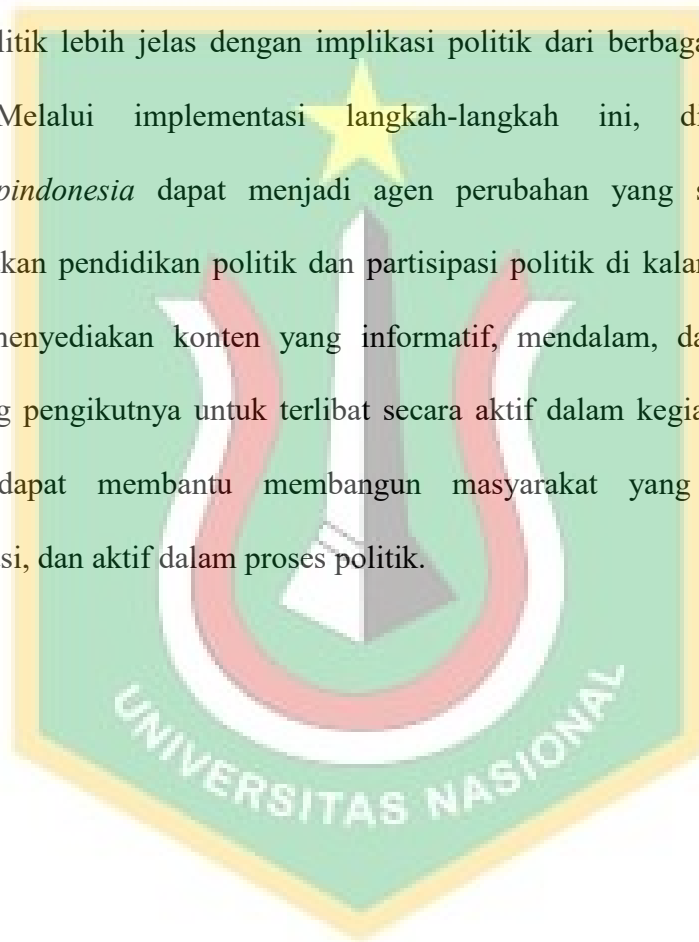 litik lebih jelas dengan implikasi politik dari berbaga
Melalui implementasi langkah-langkah ini, di
pindonesia dapat menjadi agen perubahan yang s
kan pendidikan politik dan partisipasi politik di kalan
menyediakan konten yang informatif, mendalam, da
g pengikutnya untuk terlibat secara aktif dalam kegia
dapat membantu membangun masyarakat yang
si, dan aktif dalam proses politik.
UNIVERSITAS NASIONAL